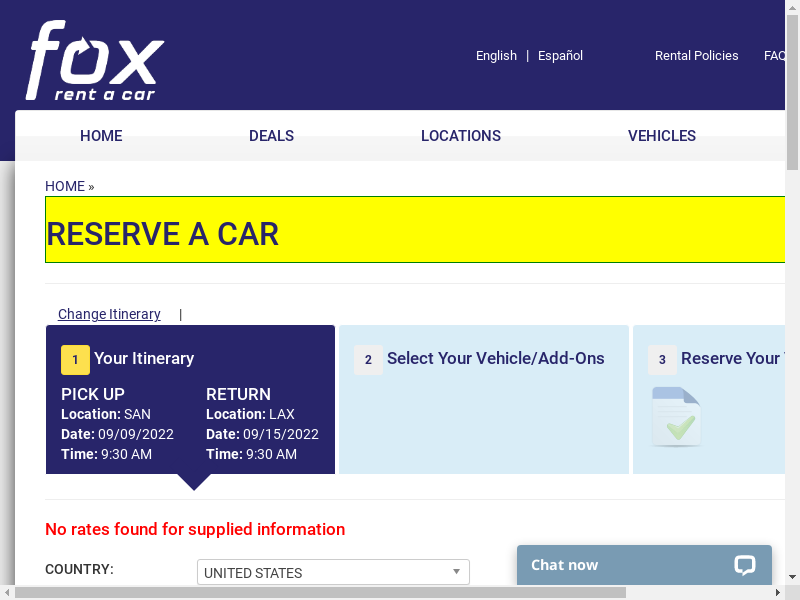 fox
rent a car
English | Español
Rental Policies
FAQ
HOME
DEALS
LOCATIONS
VEHICLES
HOME »
RESERVE A CAR
Change Itinerary |
1 Your Itinerary
PICK UP
Location: SAN
Date: 09/09/2022
Time: 9:30 AM
RETURN
Location: LAX
Date: 09/15/2022
Time: 9:30 AM
2 Select Your Vehicle/Add-Ons
3 Reserve Your
No rates found for supplied information
COUNTRY:
UNITED STATES
Chat now